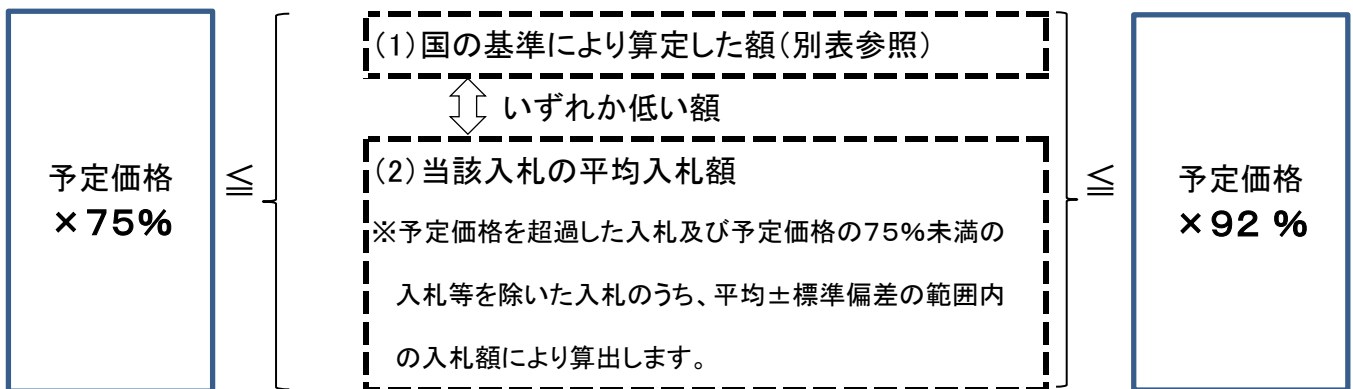 予定価格
×75%
≦
(1)国の基準により算定した額(別表参照)
いずれか低い額
(2)当該入札の平均入札額
※予定価格を超過した入札及び予定価格の75%未満の
入札等を除いた入札のうち、平均±標準偏差の範囲内
の入札額により算出します。
≦
予定価格
×92 %